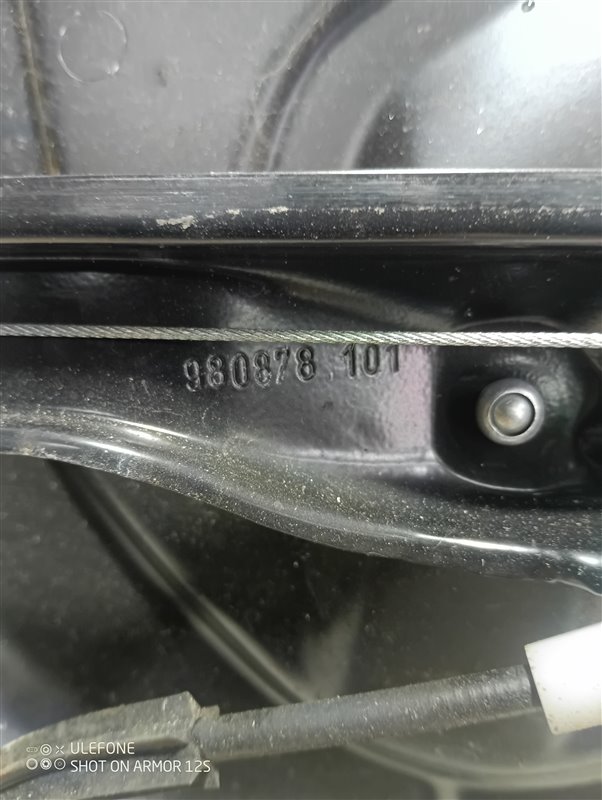 980878 101
ULEFONE
SHOT ON ARMOR 12S